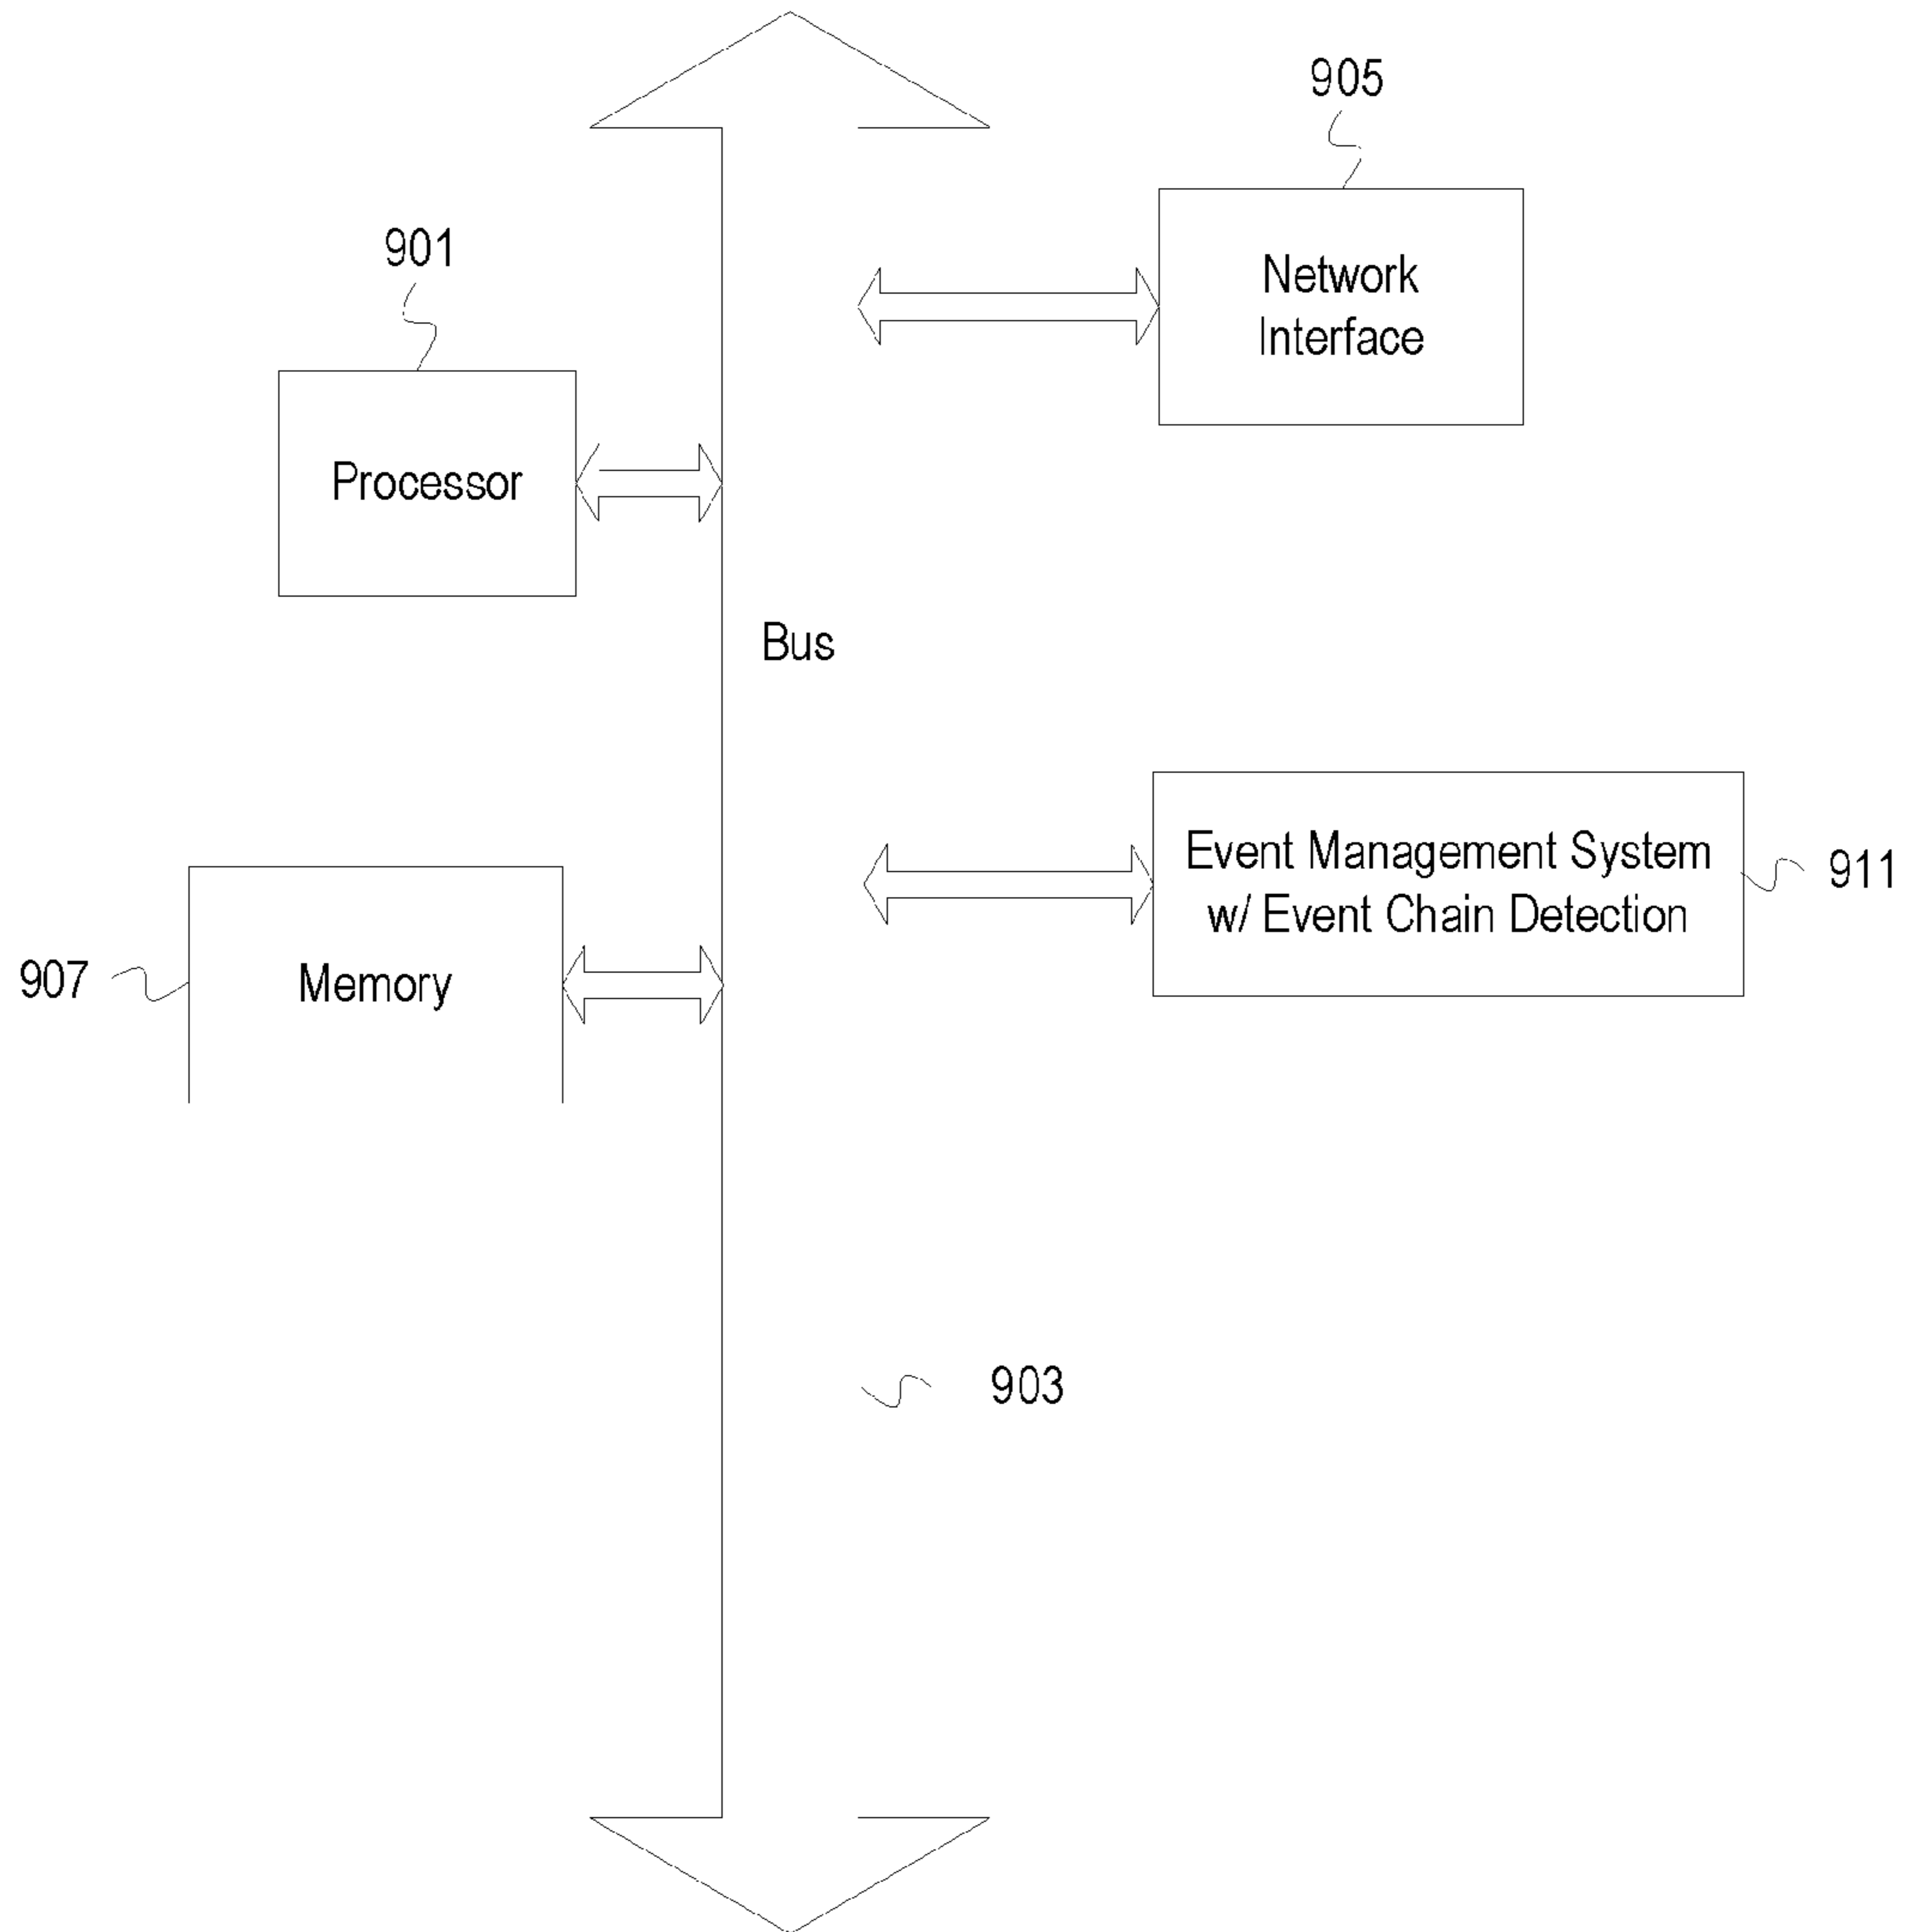 905
901
Network
Interface
Processor
Bus
Event Management System
w/ Event Chain Detection
911
907
Memory
903